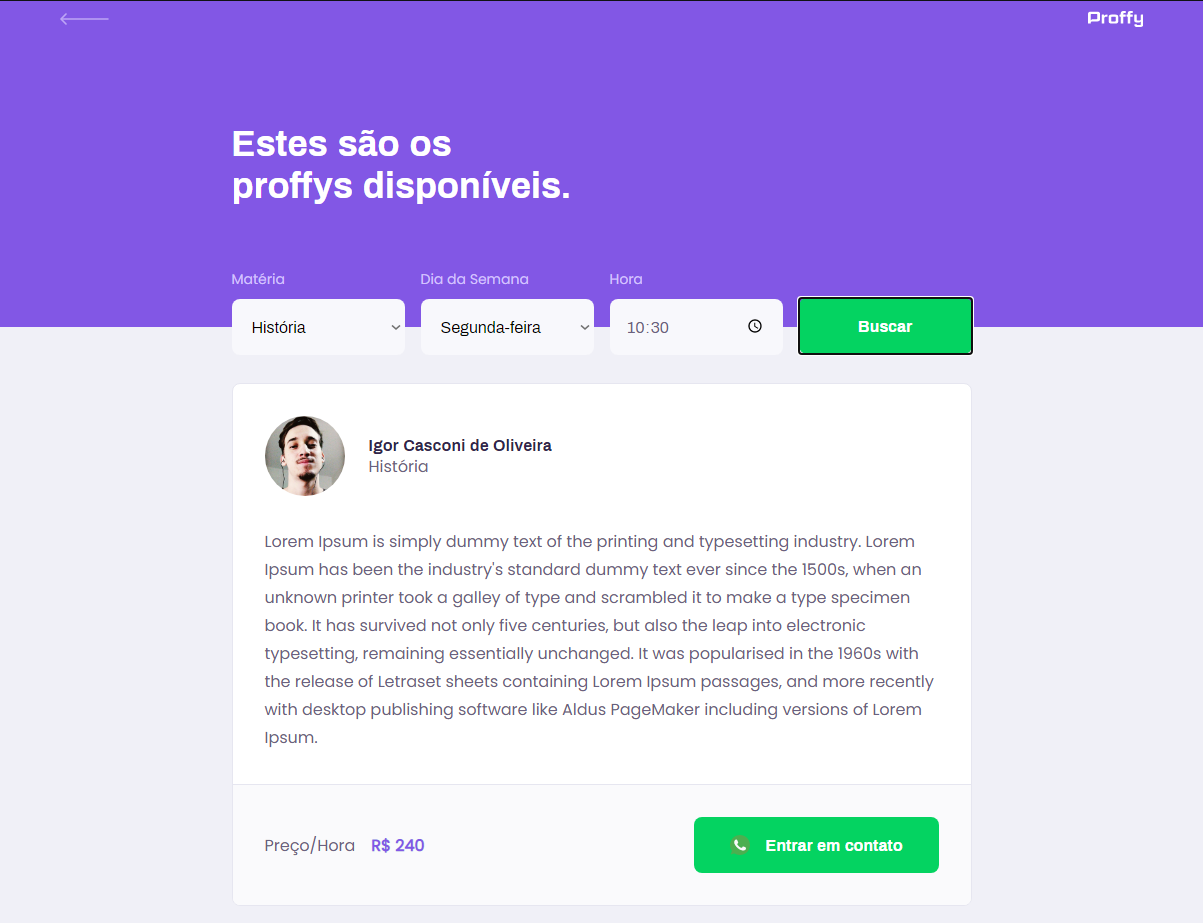 Proffy
Estes são os
proffys disponíveis.
Matéria
Dia da Semana
Hora
História
Segunda-feira
10:30
Buscar
Igor Casconi de Oliveira
História
Lorem Ipsum is simply dummy text of the printing and typesetting industry. Lorem
Ipsum has been the industry's standard dummy text ever since the 1500s, when an
unknown printer took a galley of type and scrambled it to make a type specimen
book. It has survived not only five centuries, but also the leap into electronic
typesetting, remaining essentially unchanged. It was popularised in the 1960s with
the release of Letraset sheets containing Lorem Ipsum passages, and more recently
with desktop publishing software like Aldus PageMaker including versions of Lorem
Ipsum.
Preço/Hora R$ 240
Entrar em contato